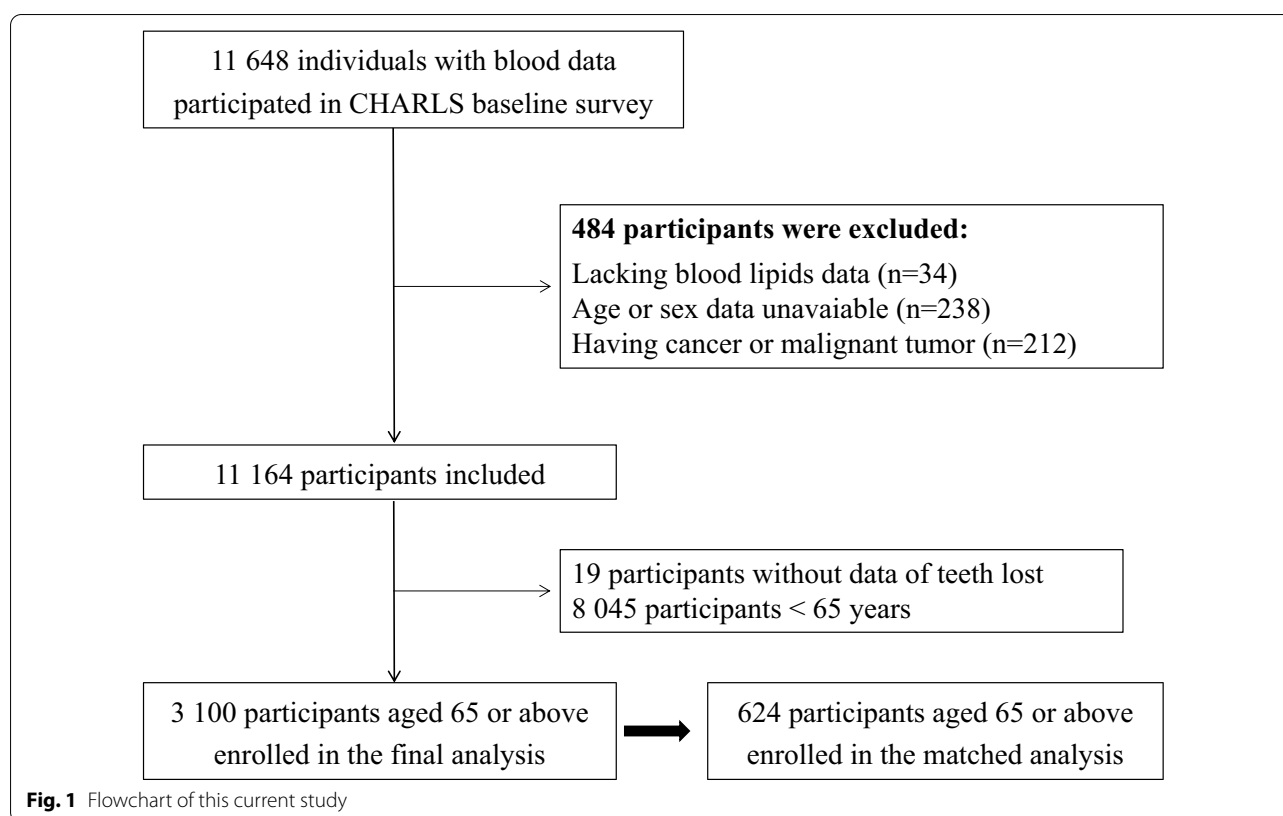 11 648 individuals with blood data
participated in CHARLS baseline survey
484 participants were excluded:
Lacking blood lipids data (n=34)
Age or sex data unavaiable (n=238)
Having cancer or malignant tumor (n=212)
11 164 participants included
19 participants without data of teeth lost
8 045 participants < 65 years
3 100 participants aged 65 or above
enrolled in the final analysis
624 participants aged 65 or above
enrolled in the matched analysis
Fig. 1 Flowchart of this current study